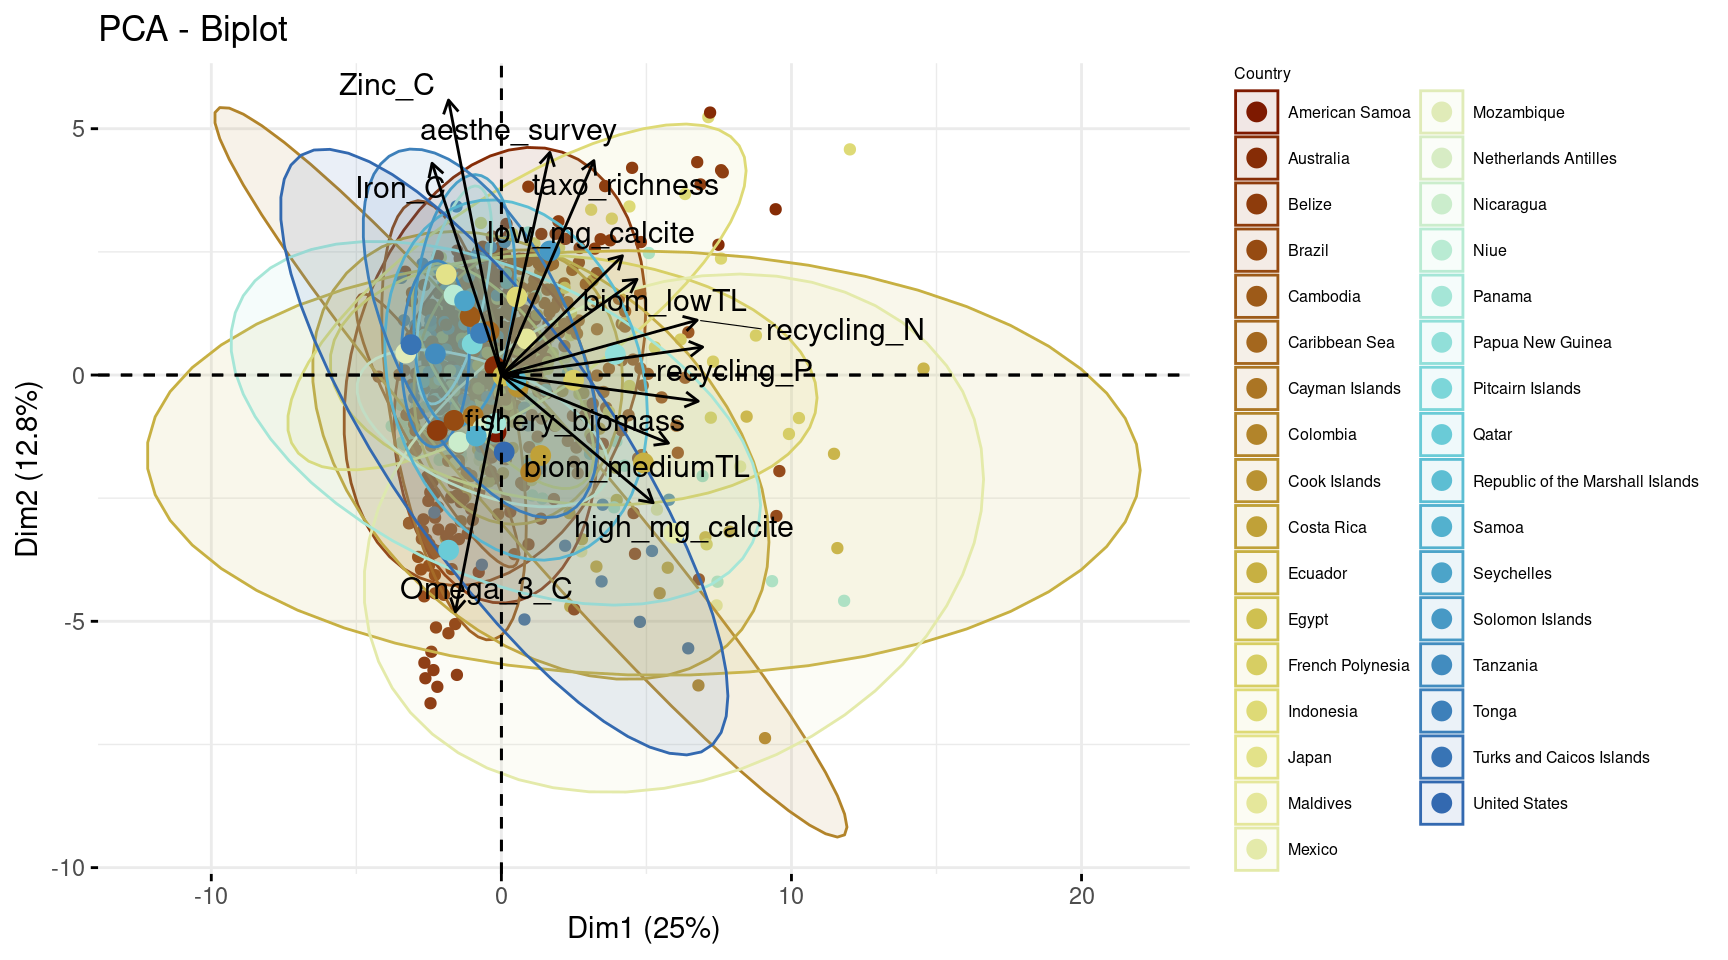 PCA - Biplot
Zinc_C
aesthe_survey
Iron_C
taxo_richness
low_mg_calcite
biom_lowTL
recycling_N
recycling_P
fishery_biomass
biom_mediumTL
high_mg_calcite
Omega_3_C
5
0
-5
-10
-10
0
10
20
Dim1 (25%)
Dim2 (12.8%)
Country
American Samoa
Australia
Belize
Brazil
Cambodia
Caribbean Sea
Cayman Islands
Colombia
Cook Islands
Costa Rica
Ecuador
Egypt
French Polynesia
Indonesia
Japan
Maldives
Mexico
Mozambique
Netherlands Antilles
Nicaragua
Niue
Panama
Papua New Guinea
Pitcairn Islands
Qatar
Republic of the Marshall Islands
Samoa
Seychelles
Solomon Islands
Tanzania
Tonga
Turks and Caicos Islands
United States